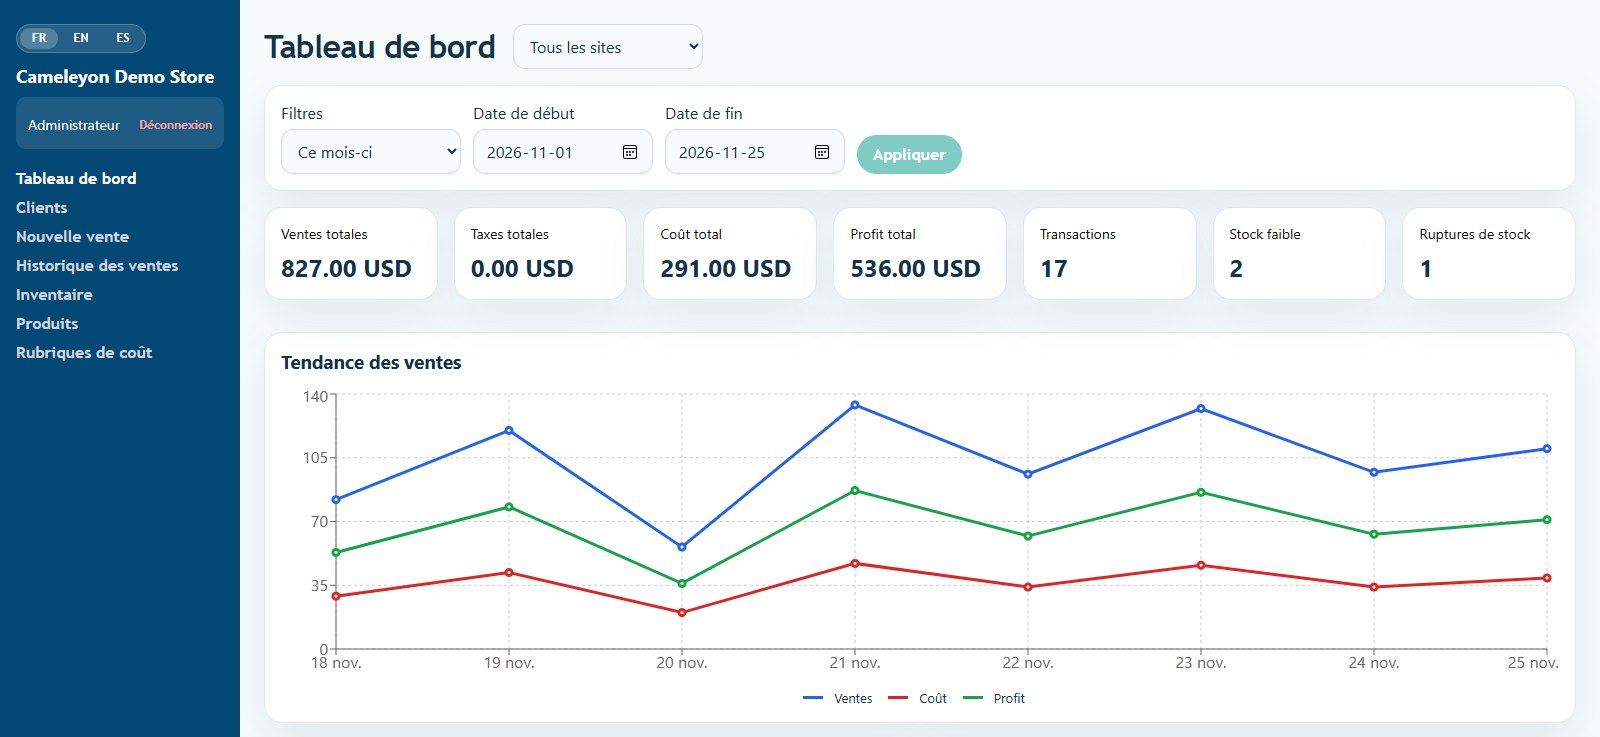 FR EN ES
Cameleyon Demo Store
Administrateur Déconnexion
Tableau de bord
Clients
Nouvelle vente
Historique des ventes
Inventaire
Produits
Rubriques de coût
Tableau de bord Tous les sites
Filtres Date de début Date de fin
Ce mois-ci 2026-11-01 2026-11-25 Appliquer
Ventes totales
827.00 USD
Taxes totales
0.00 USD
Coût total
291.00 USD
Profit total
536.00 USD
Transactions
17
Stock faible
2
Ruptures de stock
1
Tendance des ventes
140
105
70
35
0
18 nov. 19 nov. 20 nov. 21 nov. 22 nov. 23 nov. 24 nov. 25 nov.
Ventes Coût Profit